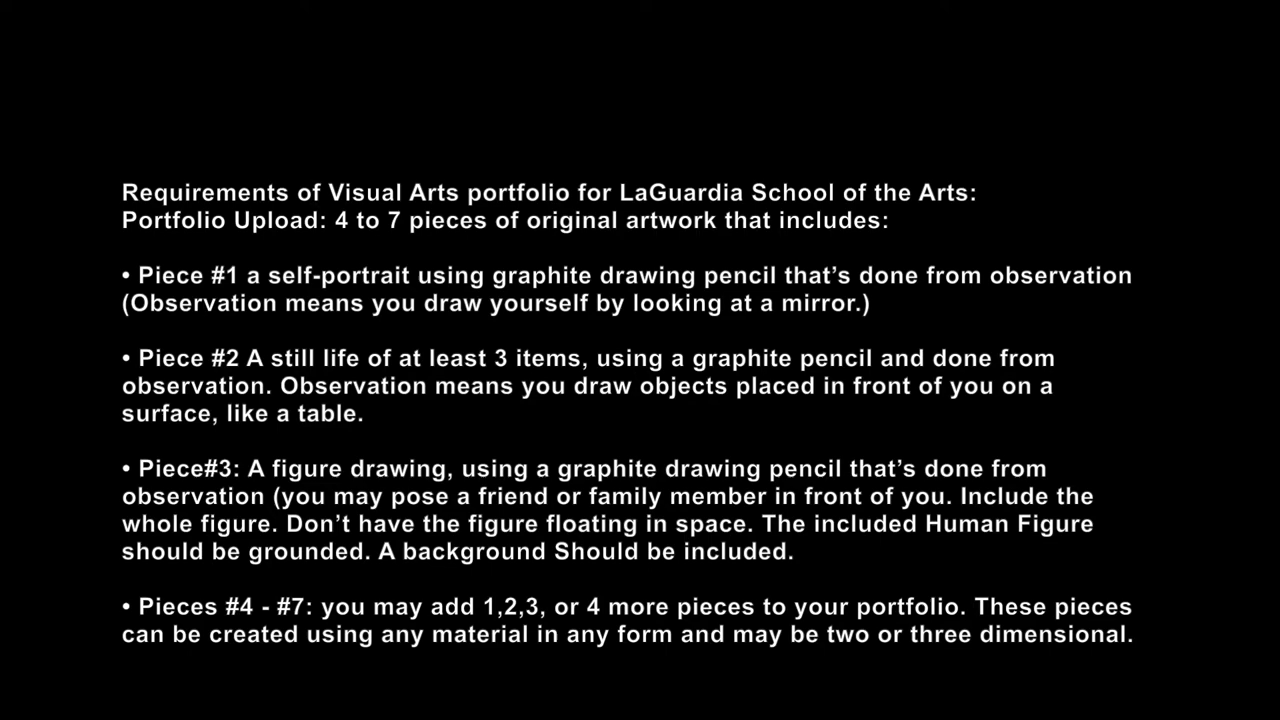 Requirements of Visual Arts portfolio for LaGuardia School of the Arts:
Portfolio Upload: 4 to 7 pieces of original artwork that includes:
• Piece #1 a self-portrait using graphite drawing pencil that's done from observation
(Observation means you draw yourself by looking at a mirror.)
• Piece #2 A still life of at least 3 items, using a graphite pencil and done from
observation. Observation means you draw objects placed in front of you on a
surface, like a table.
• Piece#3: A figure drawing, using a graphite drawing pencil that's done from
observation (you may pose a friend or family member in front of you. Include the
whole figure. Don't have the figure floating in space. The included Human Figure
should be grounded. A background Should be included.
• Pieces #4 - #7: you may add 1,2,3, or 4 more pieces to your portfolio. These pieces
can be created using any material in any form and may be two or three dimensional.